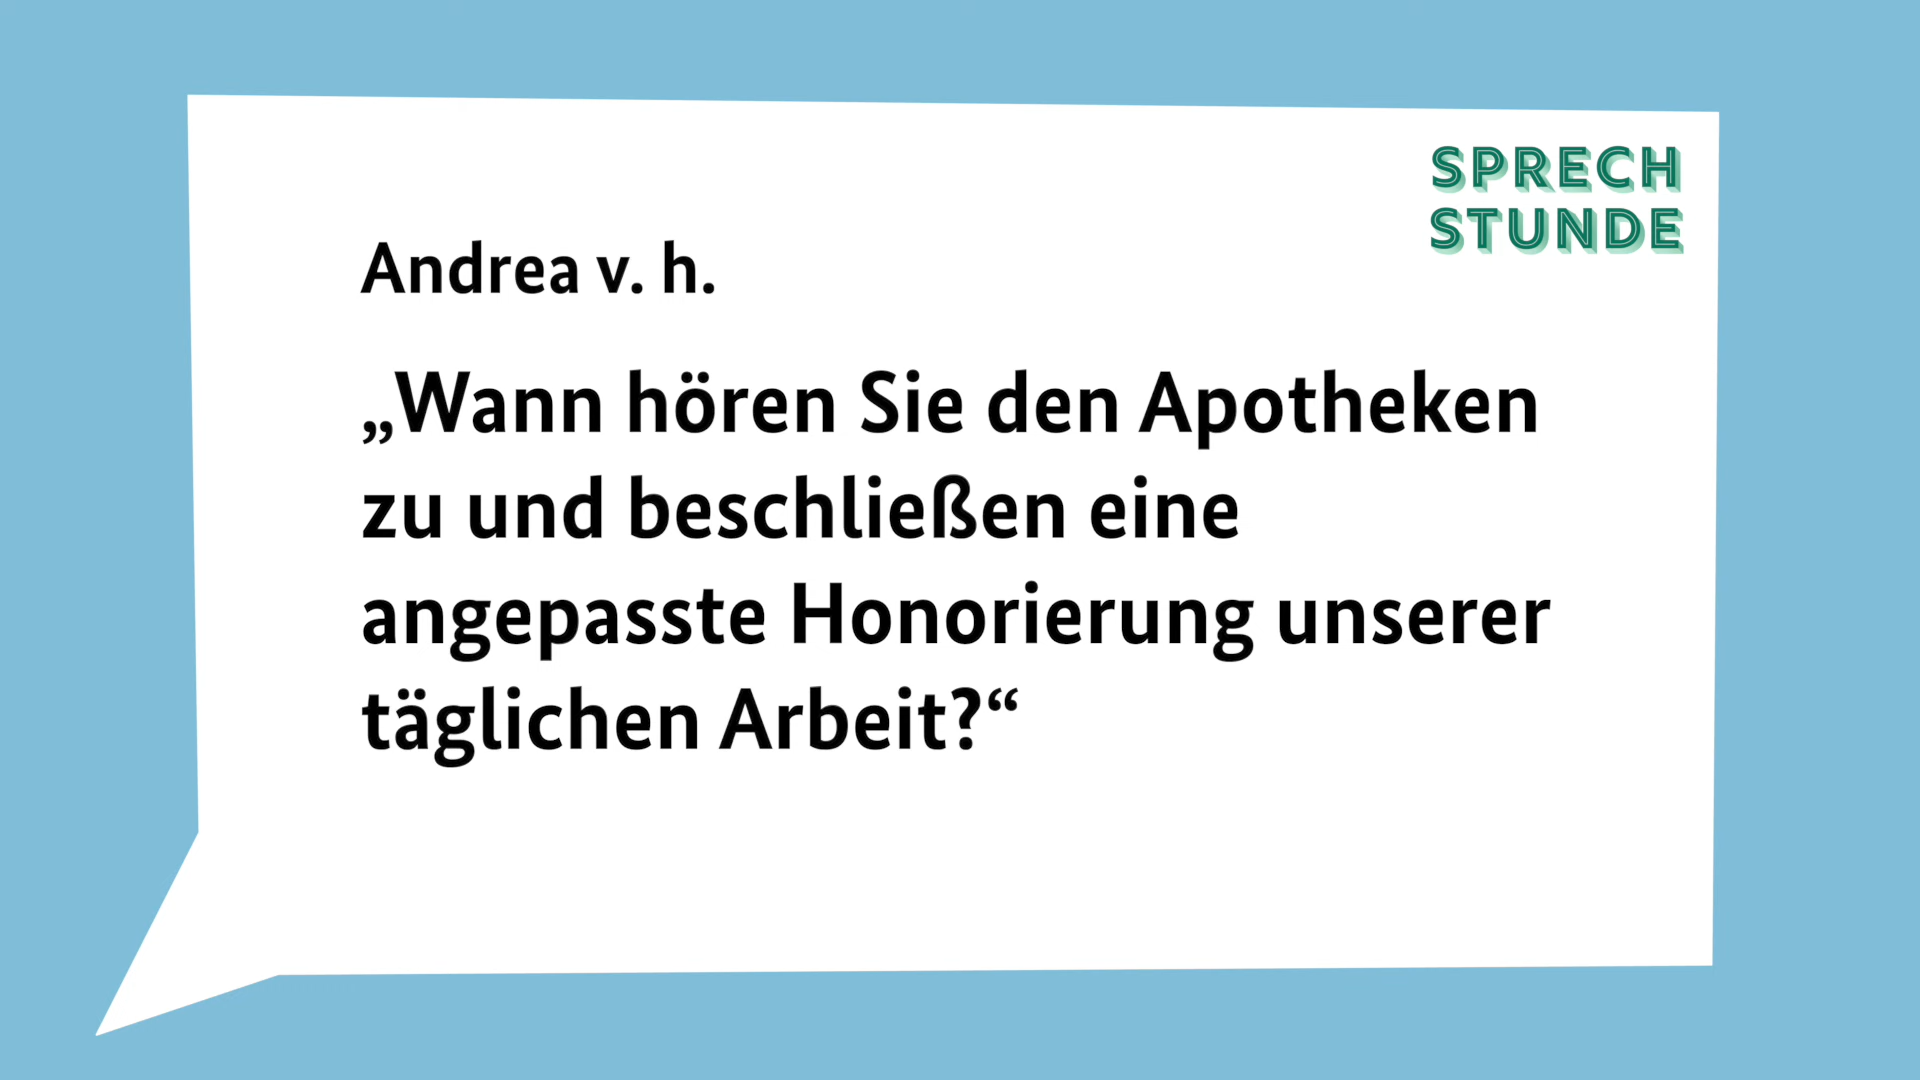 SPRECH
STUNDE
Andrea v. h.
„Wann hören Sie den Apotheken
zu und beschließen eine
angepasste Honorierung unserer
täglichen Arbeit?“